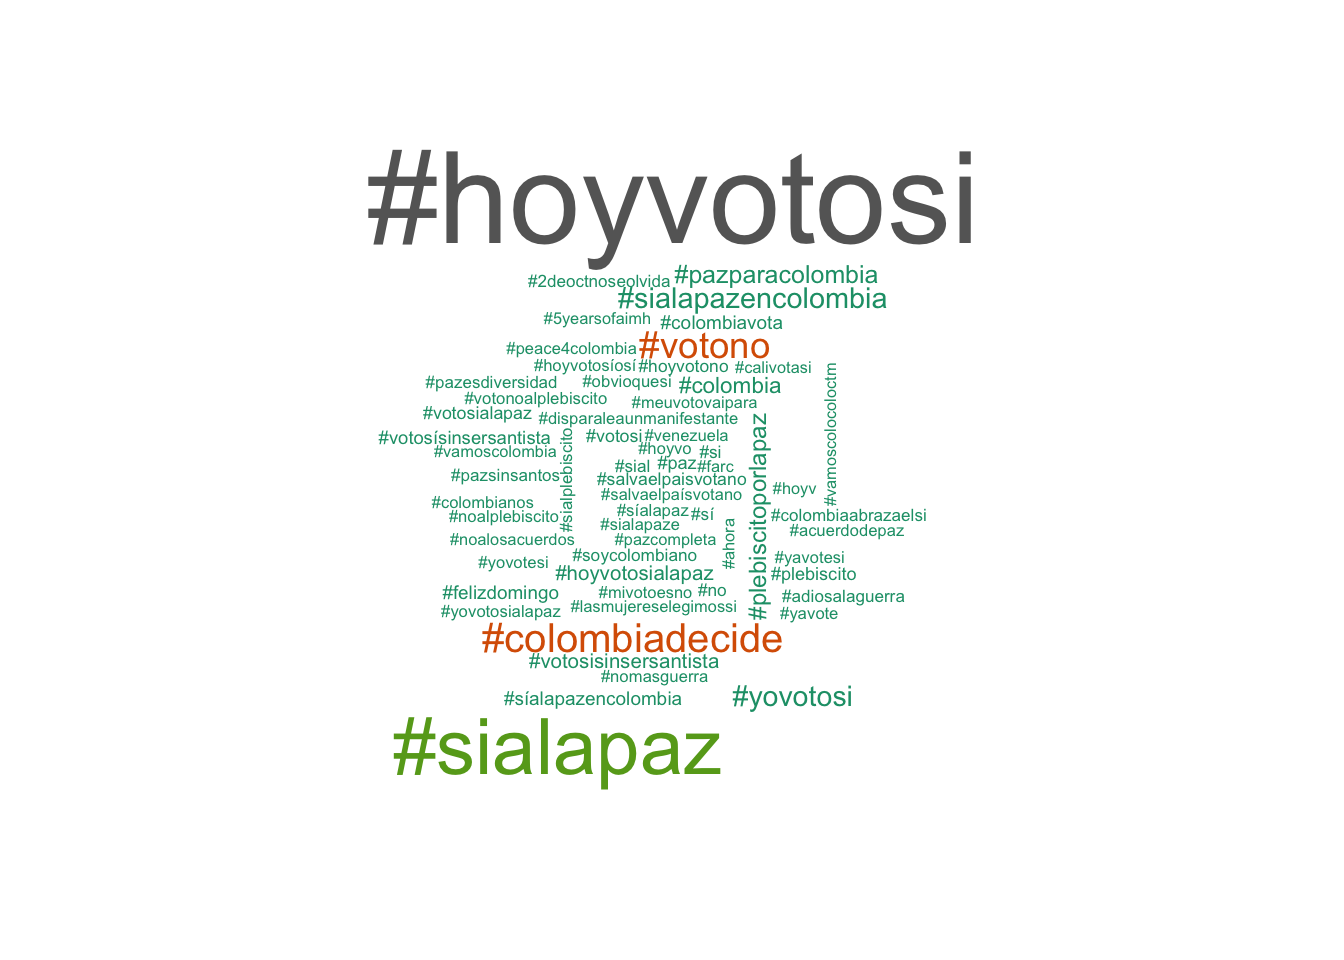 #hoyvotosi
#2deoctnoseolvida
#pazparacolombia
#sialapazencolombia
#5yearsofaimh
#colombiavota
#peace4colombia
#votono
#hoyvotosíosí
#hoyvotono
#calivotasi
#pazesdiversidad
#obvioquesi
#colombia
#votonoalplebiscito
#meuvotovaipara
#votosialapaz
#disparaleaunmanifestante
#vamoscolocoloctm
#votosísinsersantista
#sialplebiscito
#votosi
#venezuela
#plebiscitoporlapaz
#vamoscolombia
#hoyvo
#si
#sial
#paz
#farc
#pazsinsantos
#salvaelpaisvotano
#hoyv
#salvaelpaísvotano
#colombianos
#síalapaz
#sí
#noalplebiscito
#colombiaabrazaelsi
#sialapaze
#ahora
#acuerdodepaz
#noalosacuerdos
#pazcompleta
#soycolombiano
#yavotesi
#yovotesi
#hoyvotosialapaz
#plebiscito
#felizdomingo
#mivotoesno
#no
#adiosalaguerra
#yovotosialapaz
#lasmujereselegimossi
#yavote
#colombiadecide
#votosisinsersantista
#nomasguerra
#síalapazencolombia
#yovotosi
#sialapaz